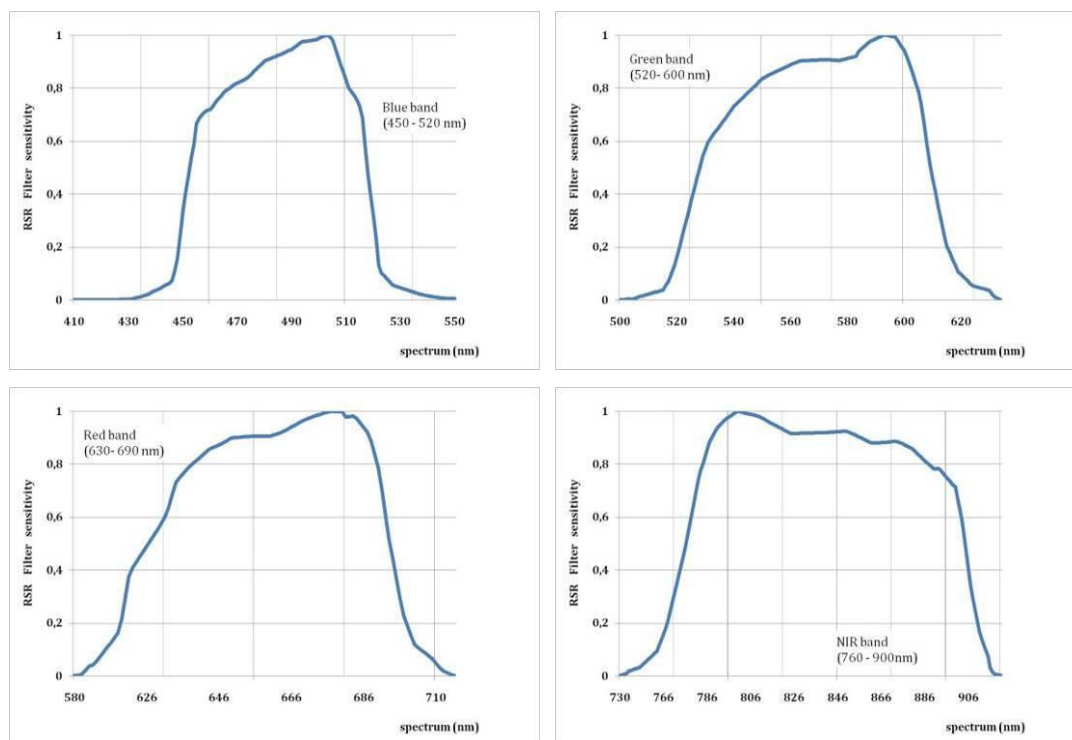 1
0,8
0,6
0,4
0,2
0
RSR Filter sensitivity
Blue band
(450 - 520 nm)
410 430 450 470 490 510 530 550
spectrum (nm)
1
0,8
0,6
0,4
0,2
0
RSR Filter sensitivity
Green band
(520- 600 nm)
500 520 540 560 580 600 620
spectrum (nm)
1
0,8
0,6
0,4
0,2
0
RSR Filter sensitivity
Red band
(630- 690 nm)
580 626 646 666 686 710
spectrum (nm)
1
0,8
0,6
0,4
0,2
0
RSR Filter sensitivity
NIR band
(760 - 900nm)
730 766 786 806 826 846 866 886 906
spectrum (nm)